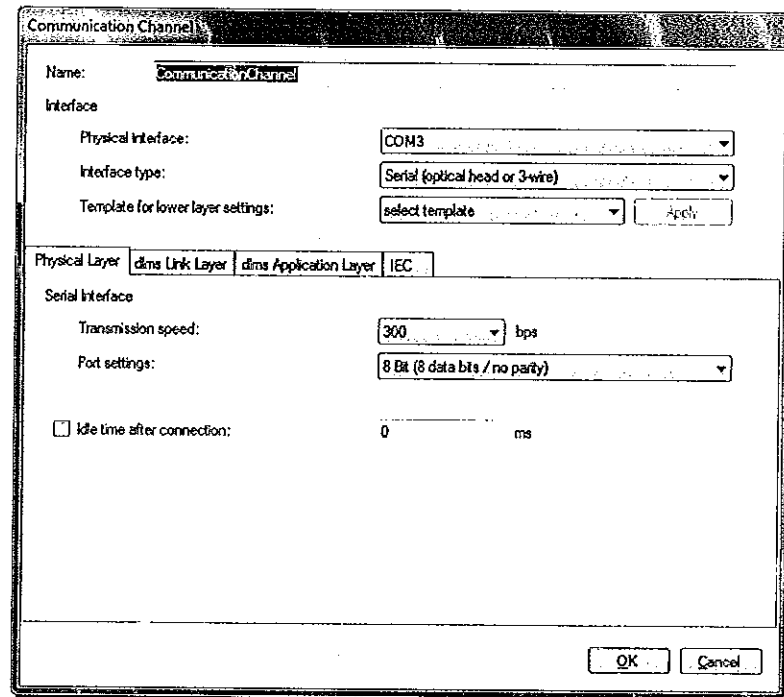 Communication Channel
Name: CommunicationChannel
Interface
Physical interface: COM3
Interface type: Serial (optical head or 3-wire)
Template for lower layer settings: select template Apply
Physical Layer dlms Link Layer dlms Application Layer IEC
Serial Interface
Transmission speed: 300 bps
Port settings: 8 Bit (8 data bits / no parity)
Idle time after connection: 0 ms
OK Cancel